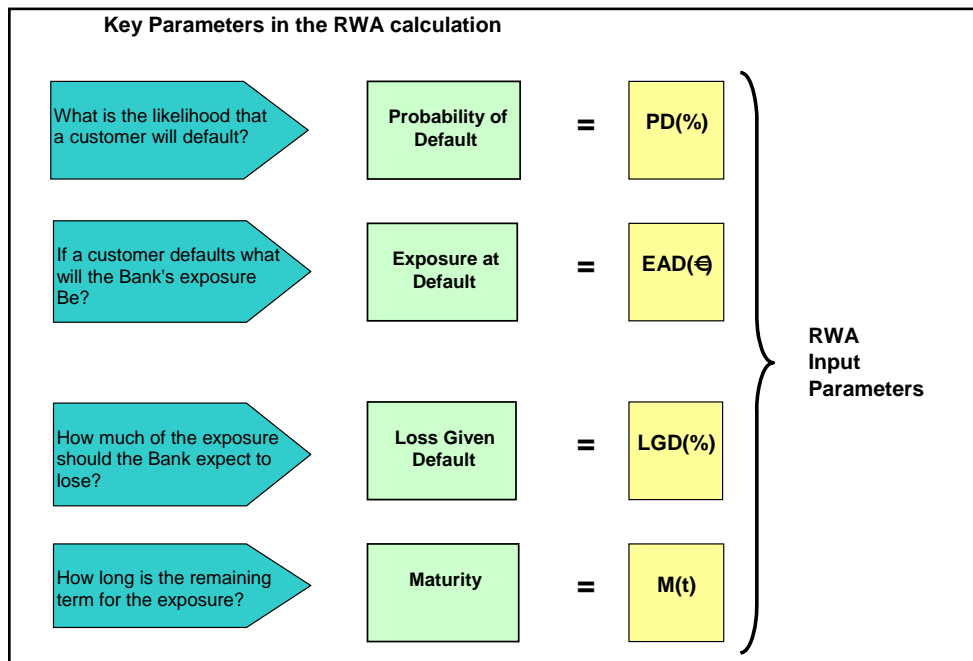 Key Parameters in the RWA calculation
What is the likelihood that
a customer will default?
Probability of
Default
=
PD(%)
If a customer defaults what
will the Bank's exposure
Be?
Exposure at
Default
=
EAD(€)
How much of the exposure
should the Bank expect to
lose?
Loss Given
Default
=
LGD(%)
How long is the remaining
term for the exposure?
Maturity
=
M(t)
RWA
Input
Parameters